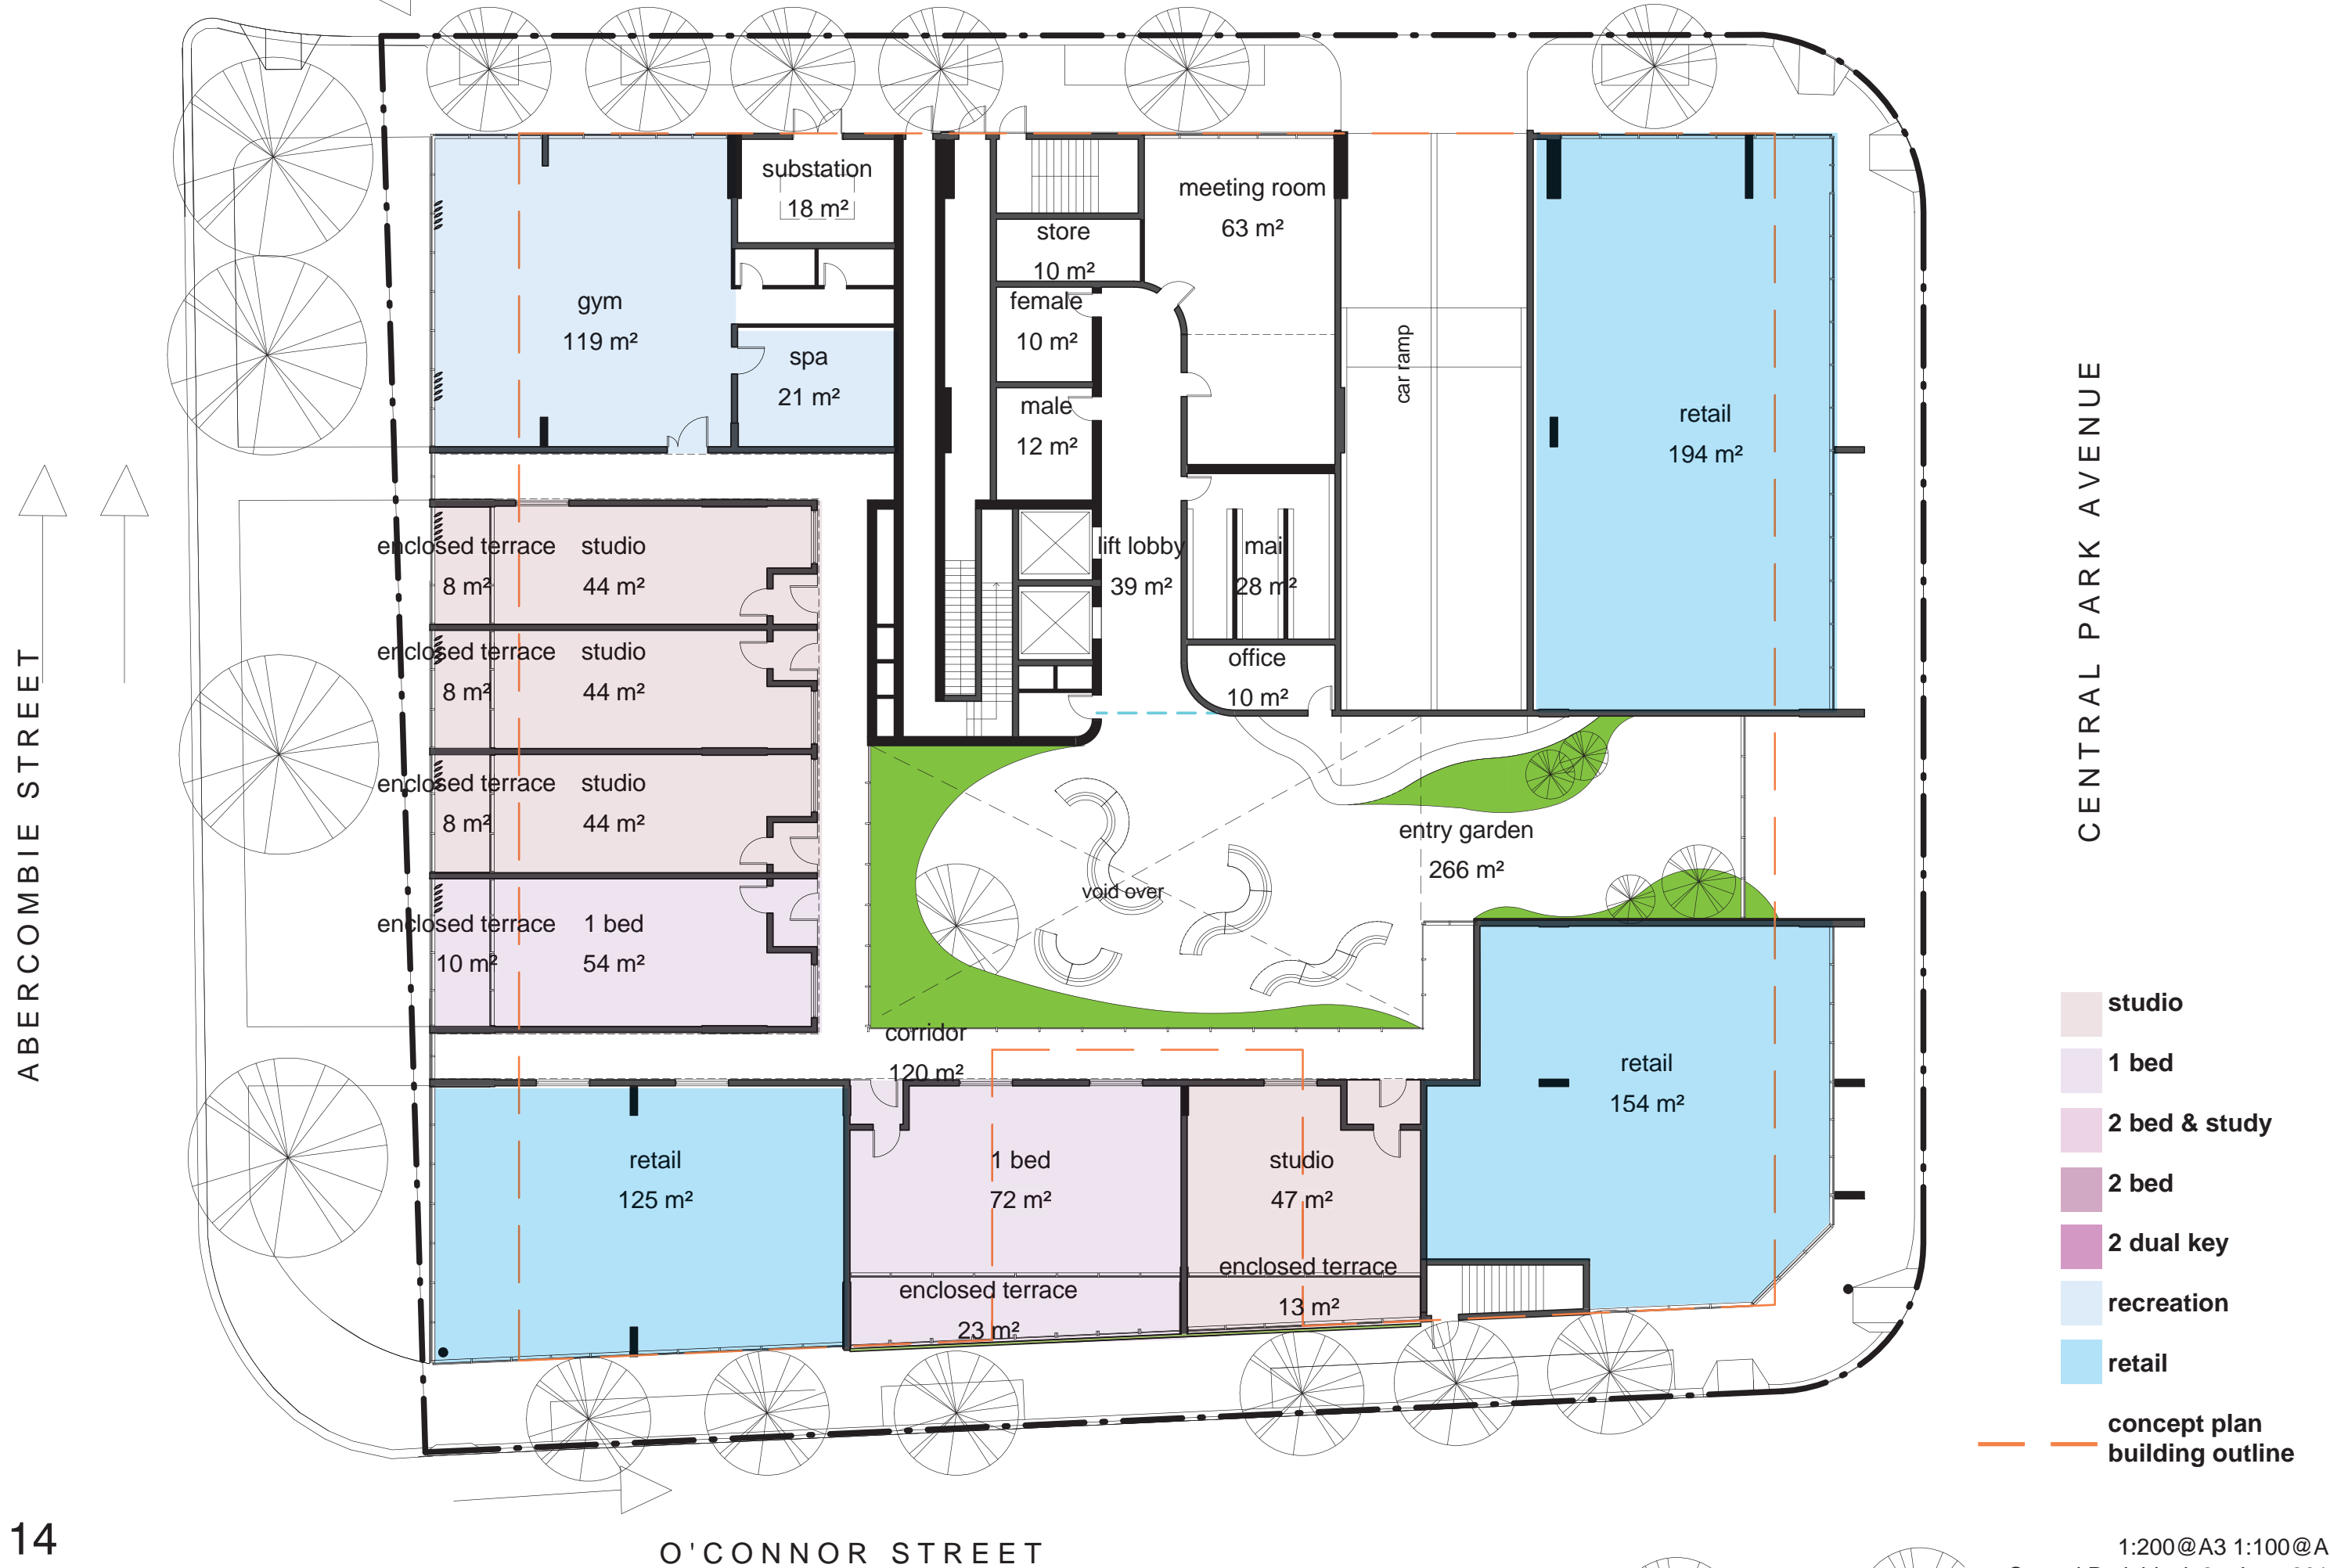 substation
18 m²
meeting room
63 m²
store
10 m²
gym
119 m²
female
10 m²
spa
21 m²
male
12 m²
car ramp
retail
194 m²
CENTRAL PARK AVENUE
ABERCOMBIE STREET
enclosed terrace
8 m²
studio
44 m²
lift lobby
39 m²
mai
28 m²
enclosed terrace
8 m²
studio
44 m²
office
10 m²
enclosed terrace
8 m²
studio
44 m²
entry garden
266 m²
void over
enclosed terrace
10 m²
1 bed
54 m²
corridor
120 m²
retail
154 m²
retail
125 m²
1 bed
72 m²
studio
47 m²
enclosed terrace
23 m²
enclosed terrace
13 m²
studio
1 bed
2 bed & study
2 bed
2 dual key
recreation
retail
concept plan
building outline
14
O'CONNOR STREET
1:200@A3 1:100@A